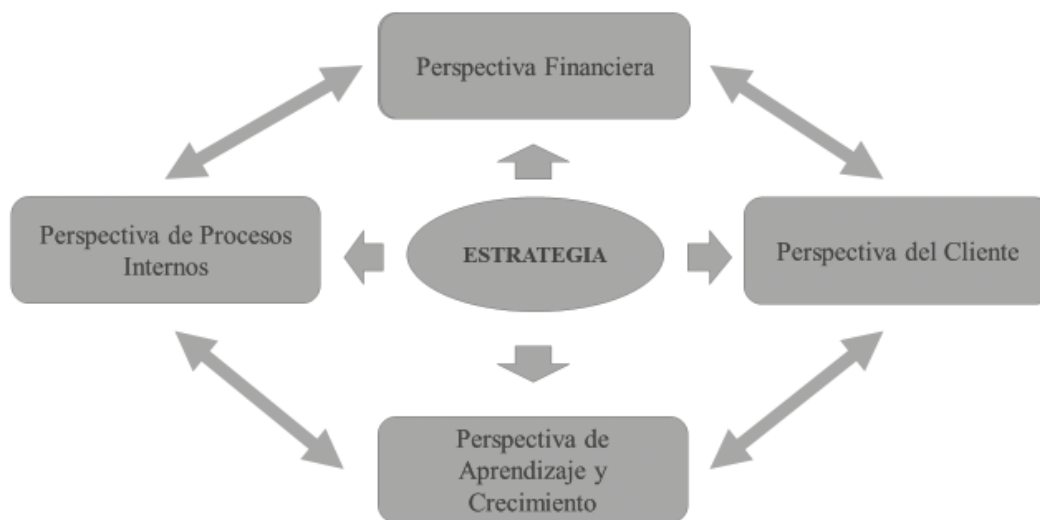 Perspectiva Financiera
Perspectiva de Procesos
Internos
ESTRATEGIA
Perspectiva del Cliente
Perspectiva de
Aprendizaje y
Crecimiento